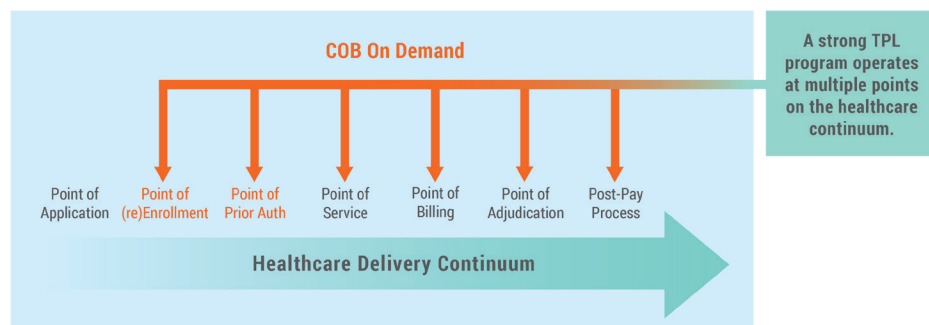 COB On Demand
A strong TPL
program operates
at multiple points
on the healthcare
continuum.
Point of
Application
Point of
(re)Enrollment
Point of
Prior Auth
Point of
Service
Point of
Billing
Point of
Adjudication
Post-Pay
Process
Healthcare Delivery Continuum